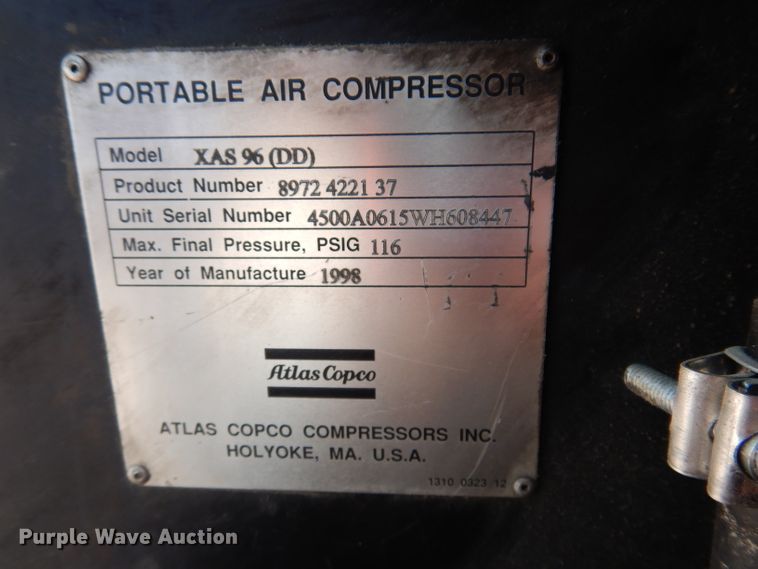 PORTABLE AIR COMPRESSOR
Model XAS 96 (DD)
Product Number 8972 4221 37
Unit Serial Number 4500A0615WH608447
Max. Final Pressure, PSIG 116
Year of Manufacture 1998
Atlas Copco
ATLAS COPCO COMPRESSORS INC.
HOLYOKE, MA. U.S.A.
1310 0323 12
Purple Wave Auction